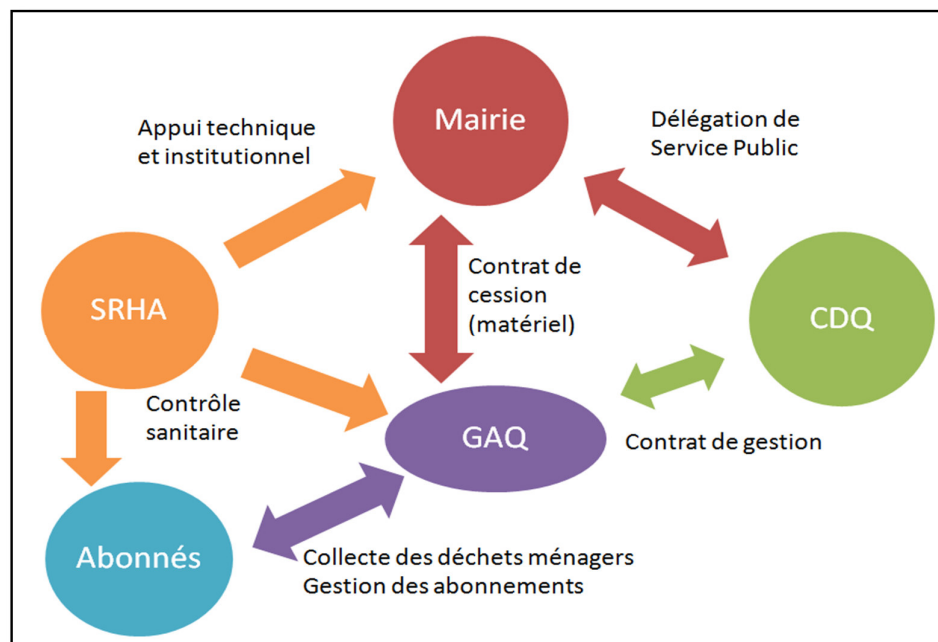 Mairie
Appui technique
et institutionnel
Délégation de
Service Public
SRHA
Contrat de
cession
(matériel)
CDQ
Contrôle
sanitaire
GAQ
Contrat de gestion
Abonnés
Collecte des déchets ménagers
Gestion des abonnements